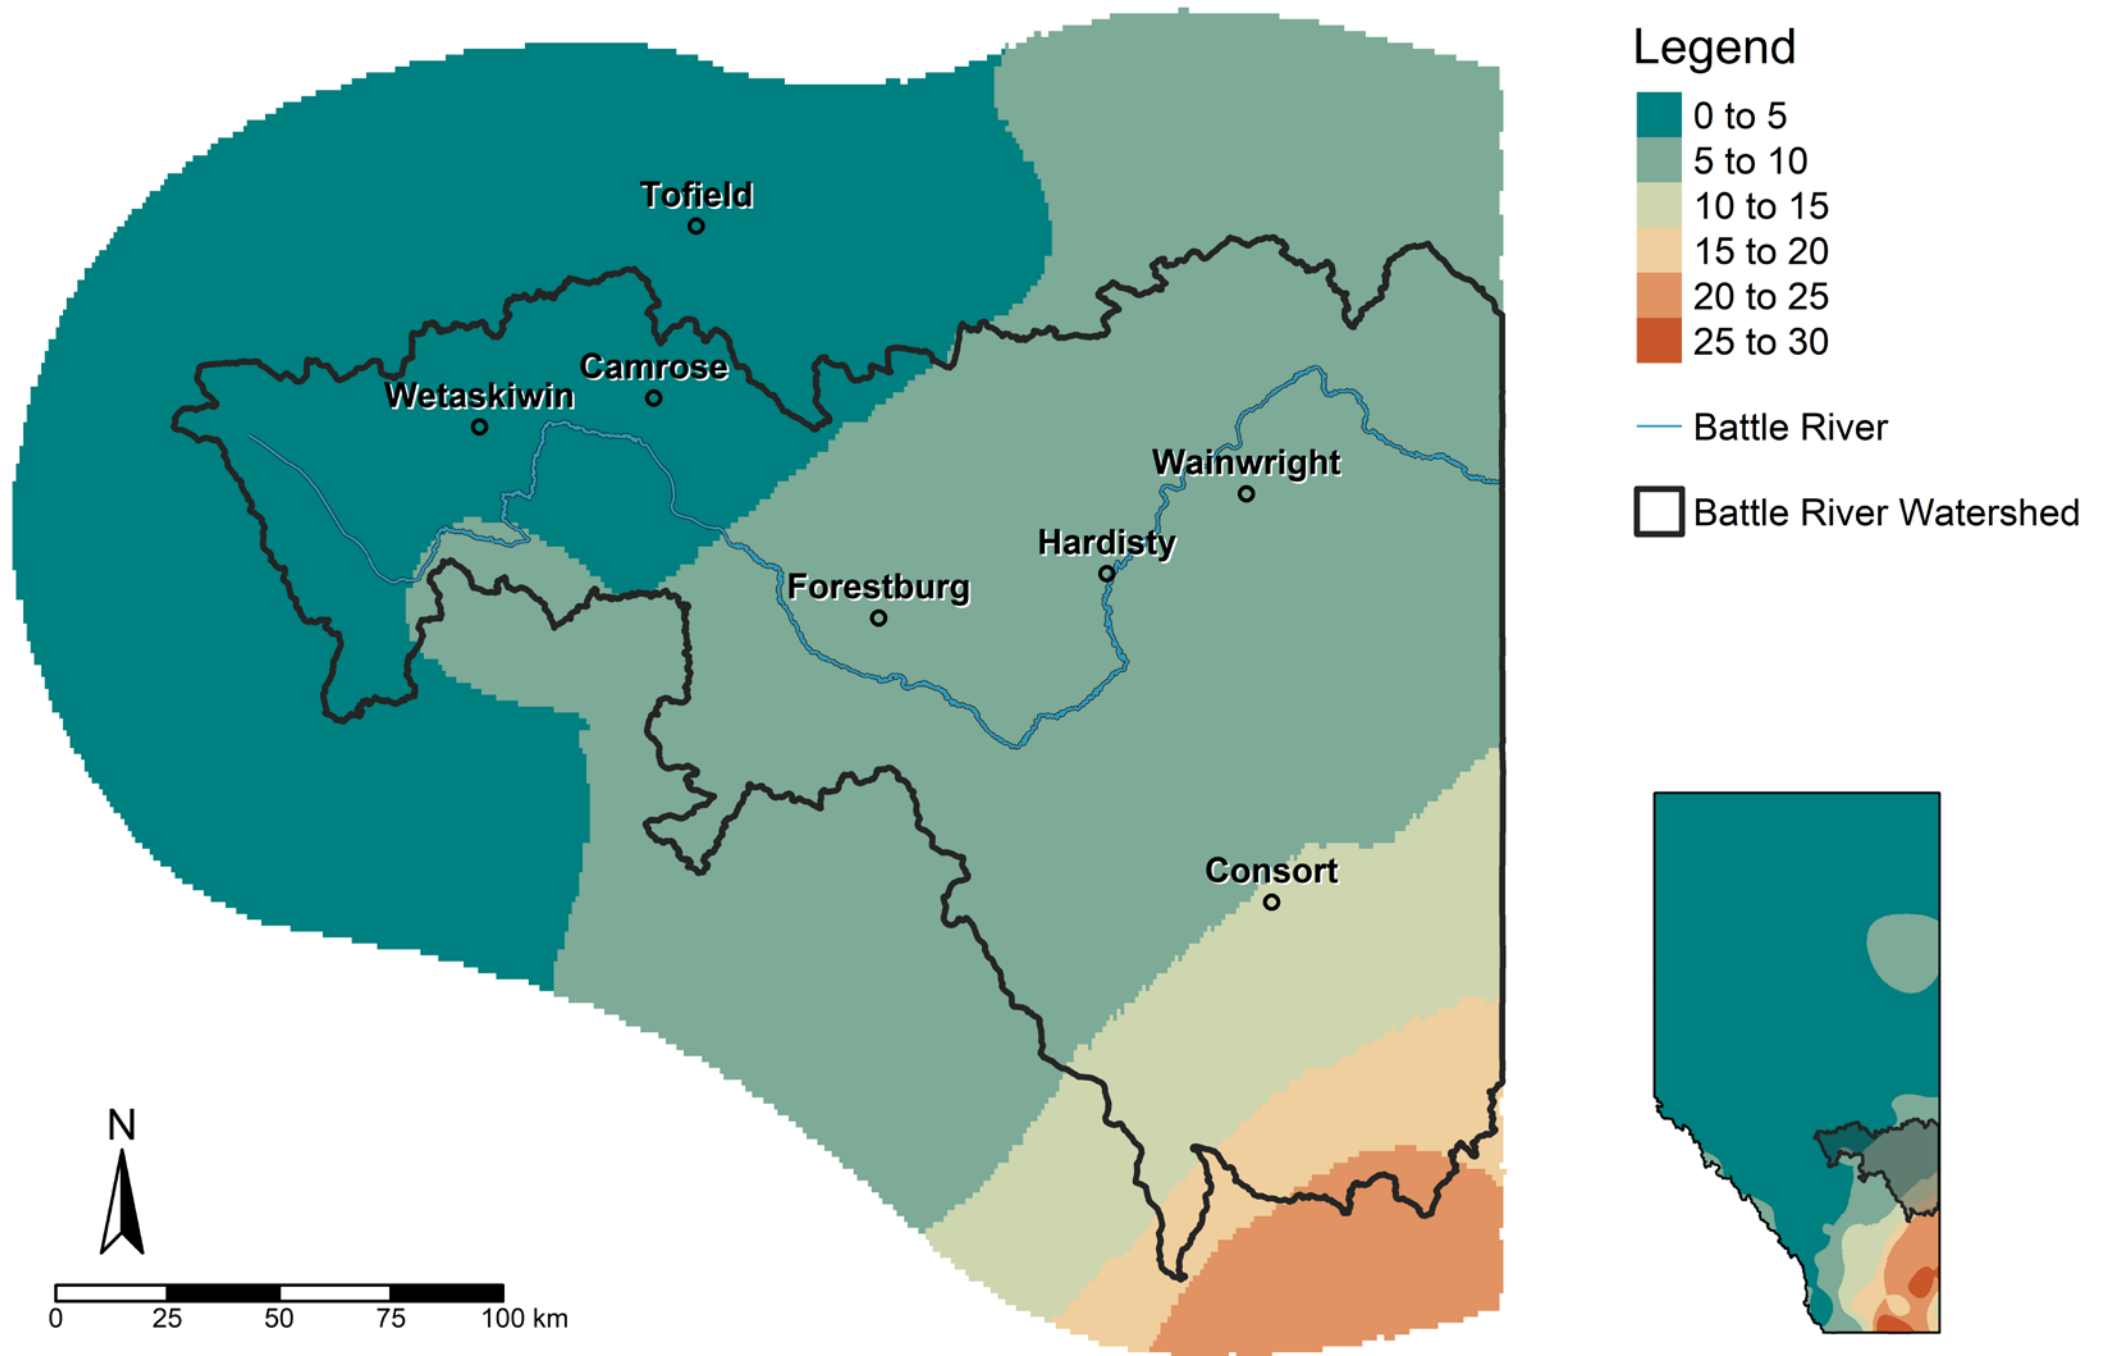 Legend
0 to 5
5 to 10
10 to 15
15 to 20
20 to 25
25 to 30
Battle River
Battle River Watershed
Tofield
Camrose
Wetaskiwin
Wainwright
Hardisty
Forestburg
Consort
N
0 25 50 75 100 km